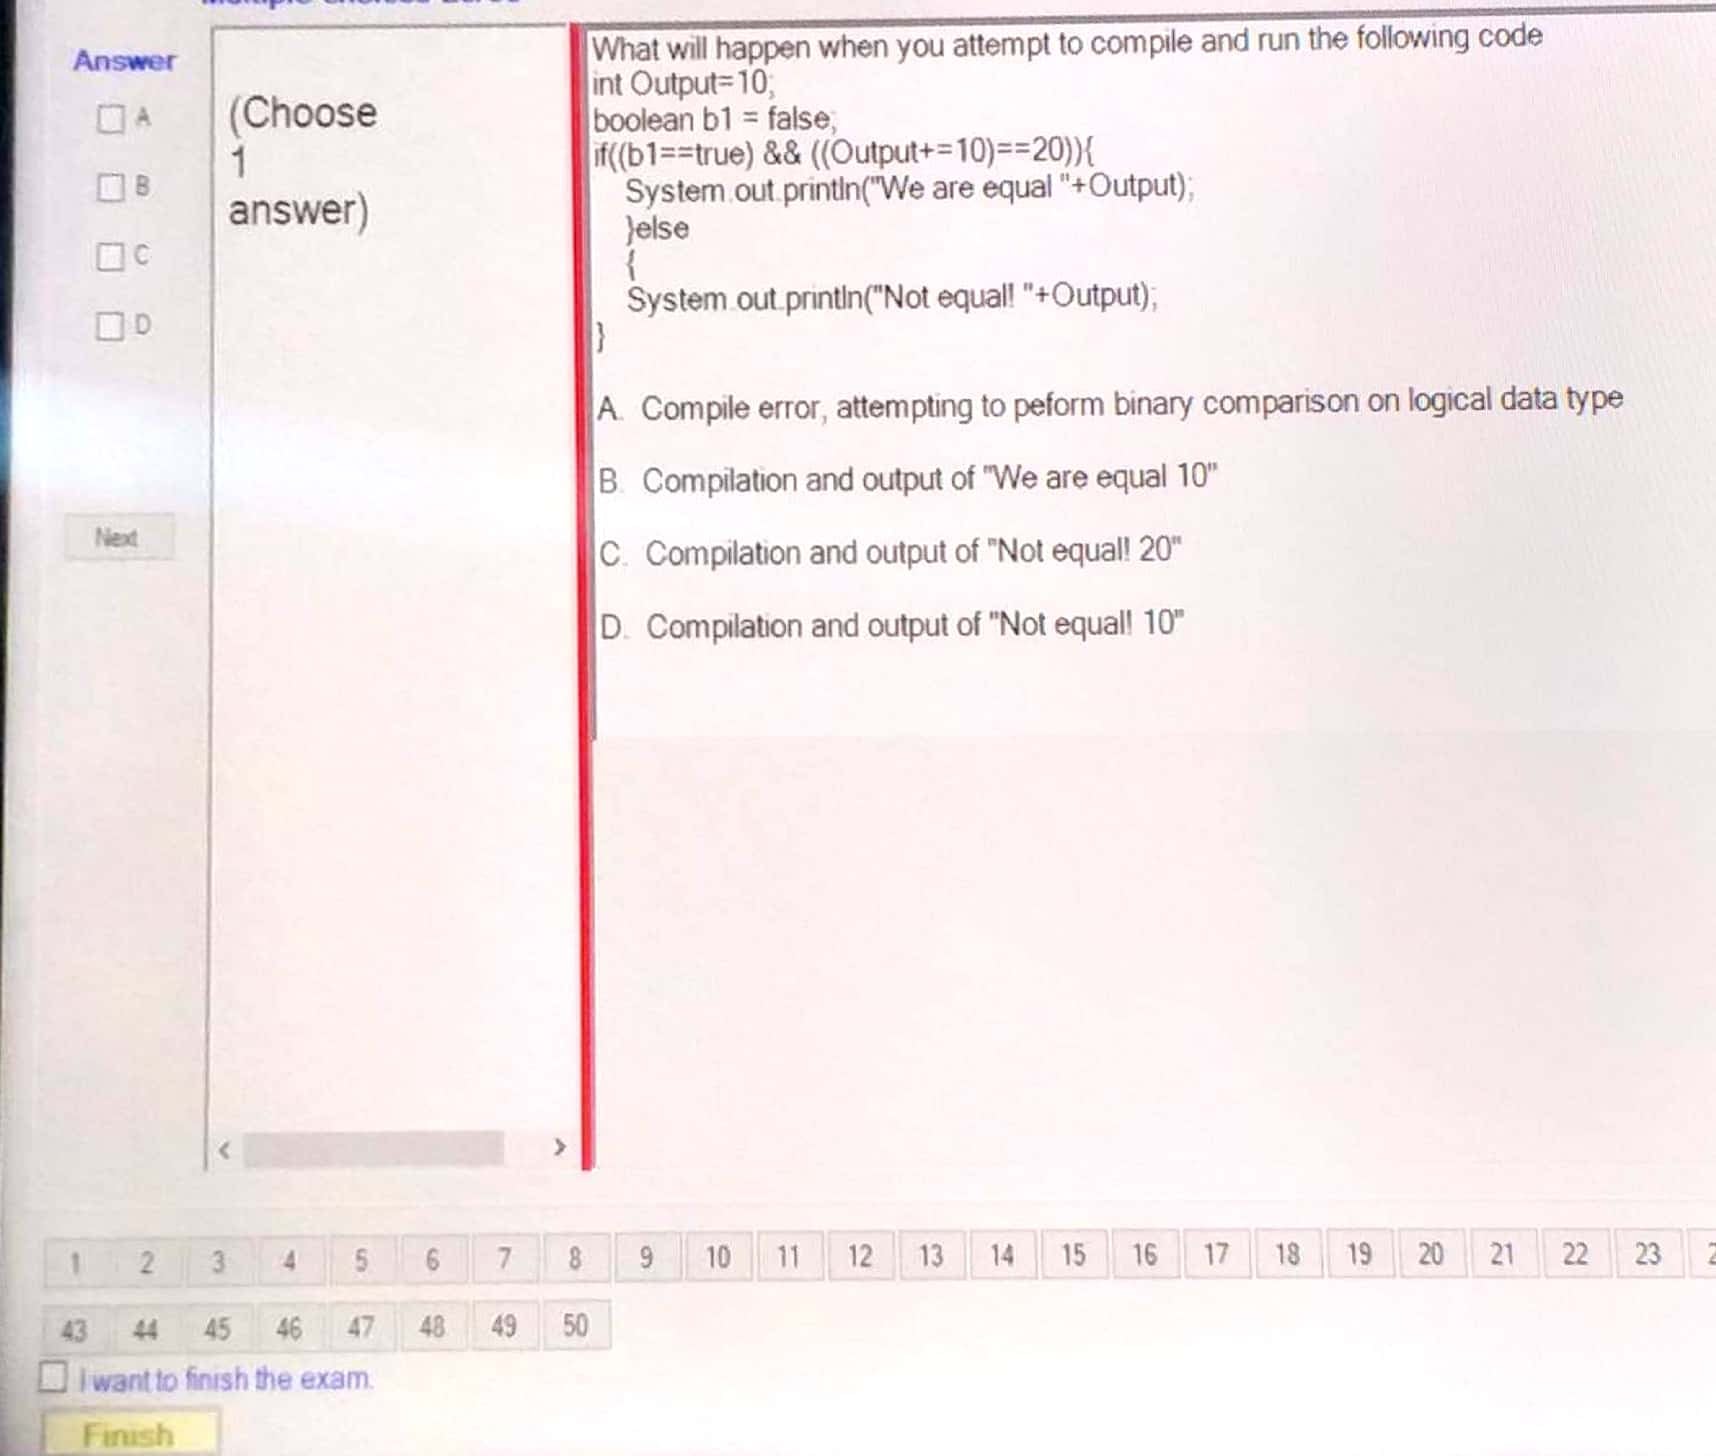 Answer
A
B
C
D
Next
(Choose
1
answer)
What will happen when you attempt to compile and run the following code
int Output=10;
boolean b1 = false;
if((b1==true) && ((Output+=10)==20)){
System.out.println("We are equal "+Output);
}else
{
System.out.println("Not equal! "+Output);
}
A. Compile error, attempting to peform binary comparison on logical data type
B. Compilation and output of "We are equal 10"
C. Compilation and output of "Not equal! 20"
D. Compilation and output of "Not equal! 10"
1 2 3 4 5 6 7 8 9 10 11 12 13 14 15 16 17 18 19 20 21 22 23
43 44 45 46 47 48 49 50
I want to finish the exam.
Finish